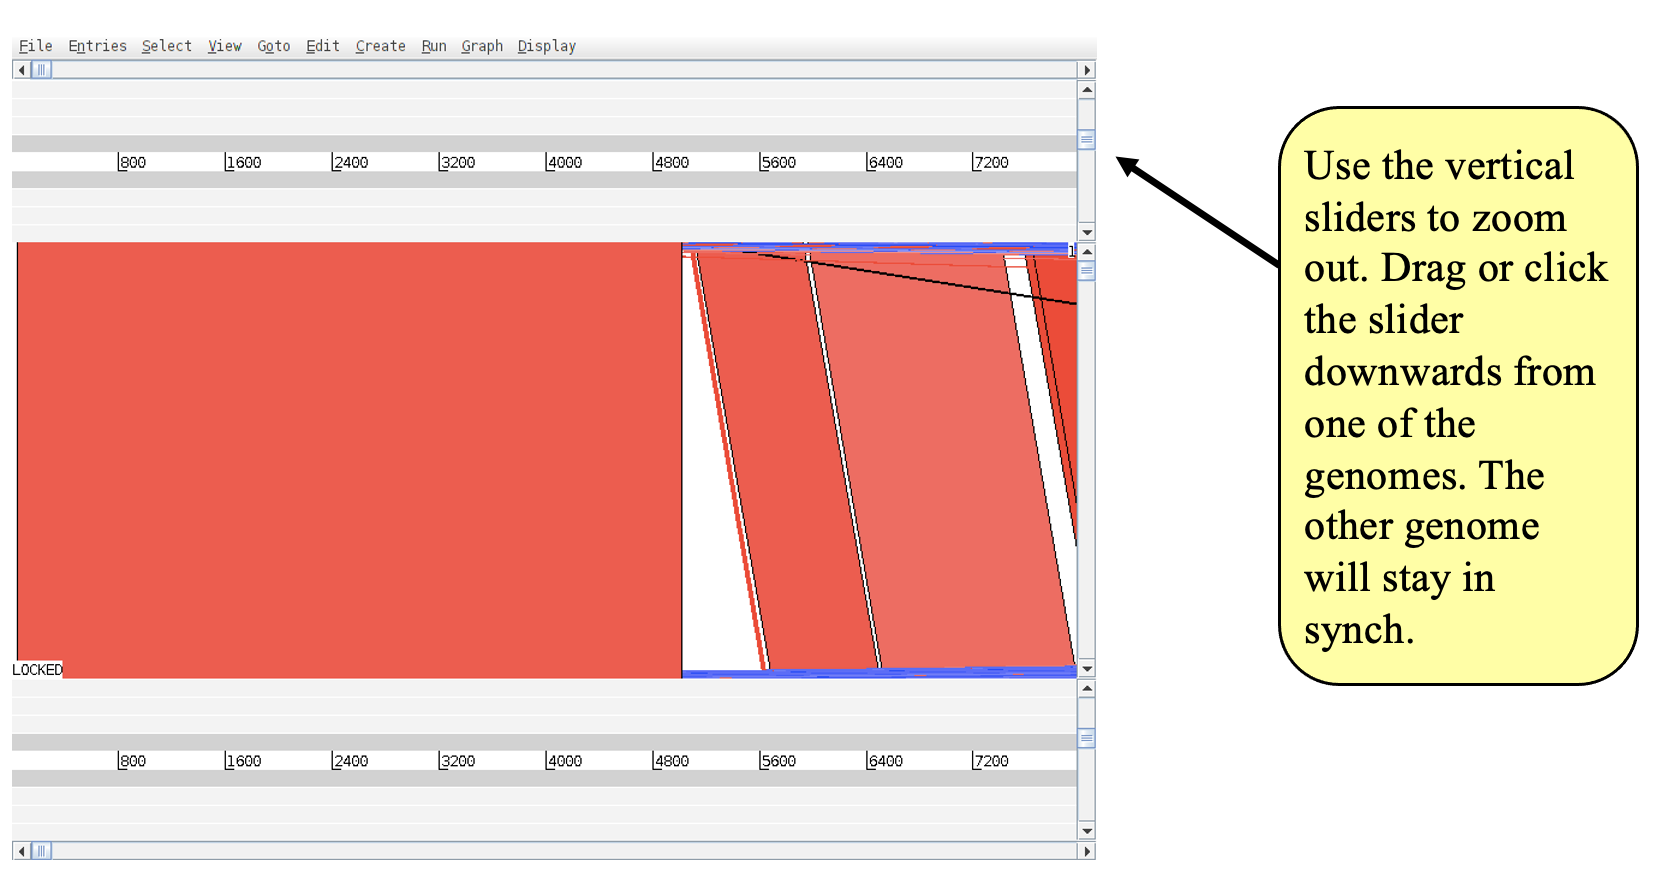 File Entries Select View Goto Edit Create Run Graph Display
800 1600 2400 3200 4000 4800 5600 6400 7200
1
LOCKED
800 1600 2400 3200 4000 4800 5600 6400 7200
Use the vertical
sliders to zoom
out. Drag or click
the slider
downwards from
one of the
genomes. The
other genome
will stay in
synch.